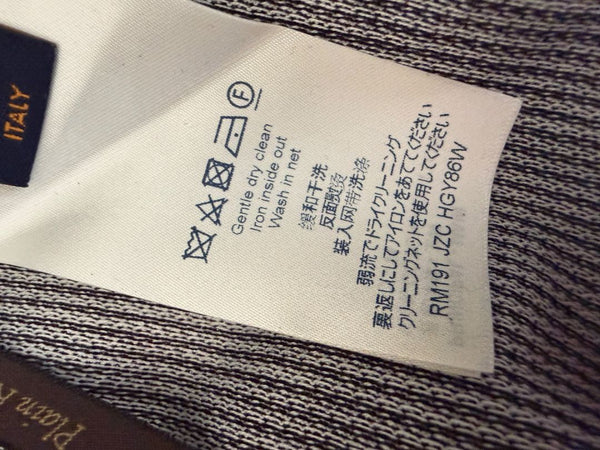 ITALY
F
Gentle dry clean
Iron inside out
Wash in net
缓和干洗
反面熨烫
装入网带洗涤
弱流でドライクリーニング
裏返しにしてアイロンをあててください
クリーニングネットを使用してください
RM191 JZC HGY86W
Plain